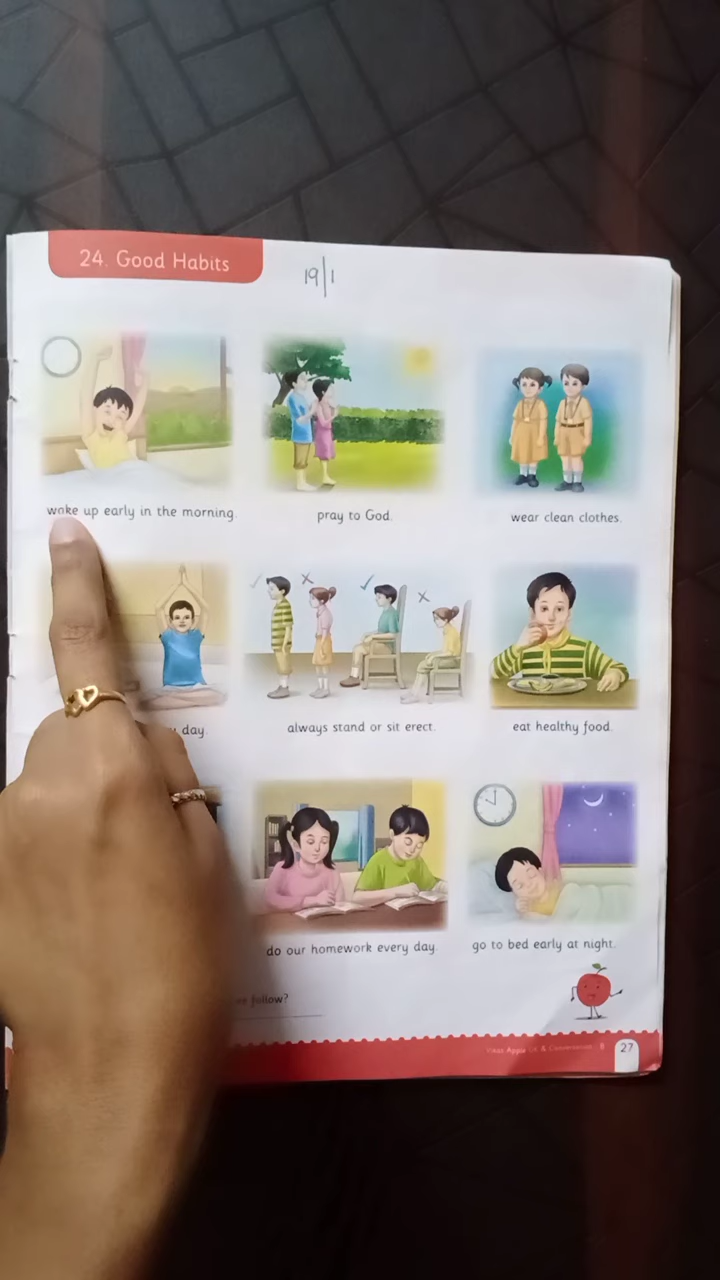 24. Good Habits
19/1
wake up early in the morning.
pray to God.
wear clean clothes.
day.
always stand or sit erect.
eat healthy food.
do our homework every day.
go to bed early at night.
follow?
27